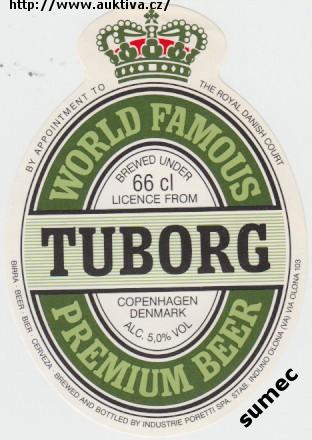 http://www.auktiva.cz/
BY APPOINTMENT TO THE ROYAL DANISH COURT
WORLD FAMOUS
BREWED UNDER
66 cl
LICENCE FROM
TUBORG
COPENHAGEN
DENMARK
ALC. 5,0% VOL
PREMIUM BEER
BIRRA - BEER - BIER - CERVEZA - BREWED AND BOTTLED BY INDUSTRIE PORETTI SPA. STAB. INDUNO OLONA (VA) VIA OLONA 103
sumec